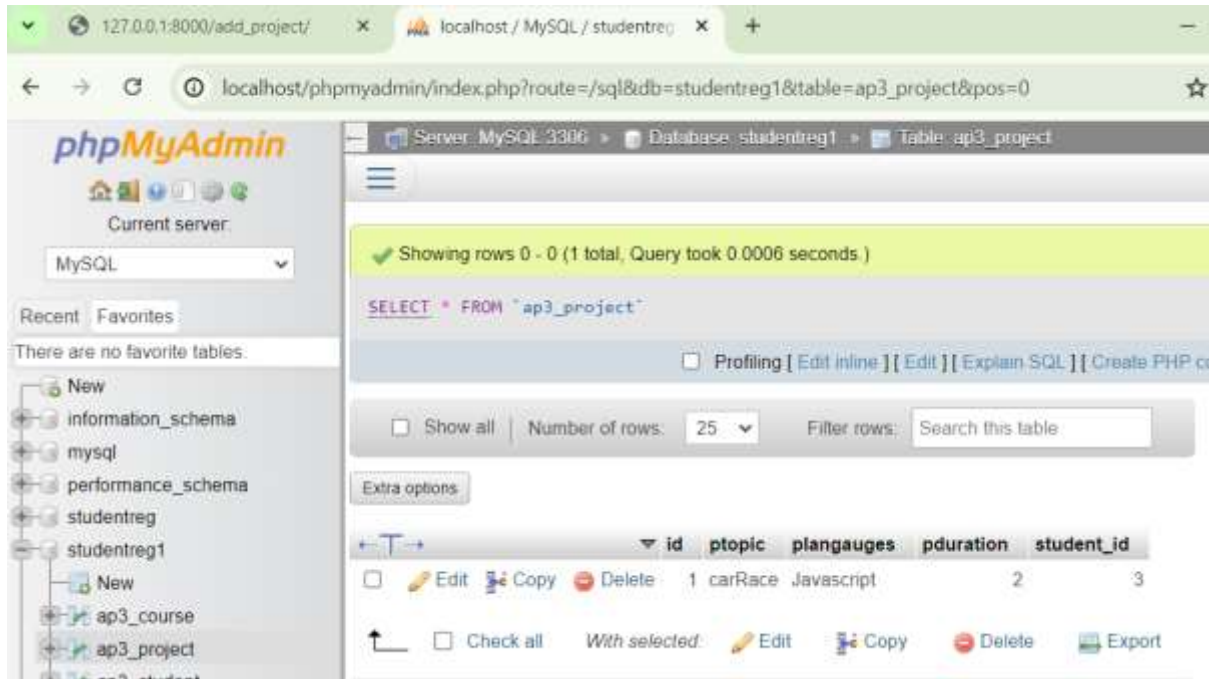 127.0.0.1:8000/add_project/
localhost / MySQL / studentreg
localhost/phpmyadmin/index.php?route=/sql&db=studentreg1&table=ap3_project&pos=0
phpMyAdmin
Current server:
MySQL
Recent Favorites
There are no favorite tables.
New
information_schema
mysql
performance_schema
studentreg
studentreg1
New
ap3_course
ap3_project
ap3_student
Server: MySQL:3306 » Database: studentreg1 » Table: ap3_project
Showing rows 0 - 0 (1 total, Query took 0.0006 seconds.)
SELECT * FROM `ap3_project`
Profiling [ Edit inline ] [ Edit ] [ Explain SQL ] [ Create PHP co
Show all Number of rows: 25 Filter rows: Search this table
Extra options
id ptopic plangauges pduration student_id
Edit Copy Delete 1 carRace Javascript 2 3
Check all With selected: Edit Copy Delete Export